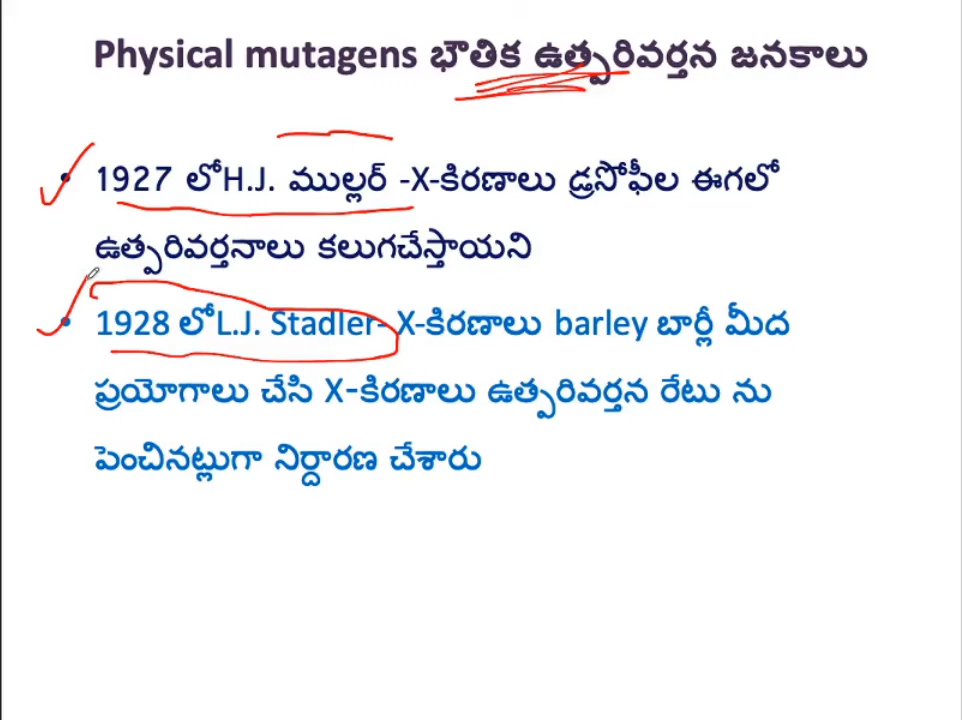 Physical mutagens భౌతిక ఉత్పరివర్తన జనకాలు
• 1927 లోH.J. ముల్లర్ -X-కిరణాలు డ్రసోఫీల ఈగలో
ఉత్పరివర్తనాలు కలుగచేస్తాయని
• 1928 లోL.J. Stadler- X-కిరణాలు barley బార్లీ మీద
ప్రయోగాలు చేసి X-కిరణాలు ఉత్పరివర్తన రేటు ను
పెంచినట్లుగా నిర్దారణ చేశారు